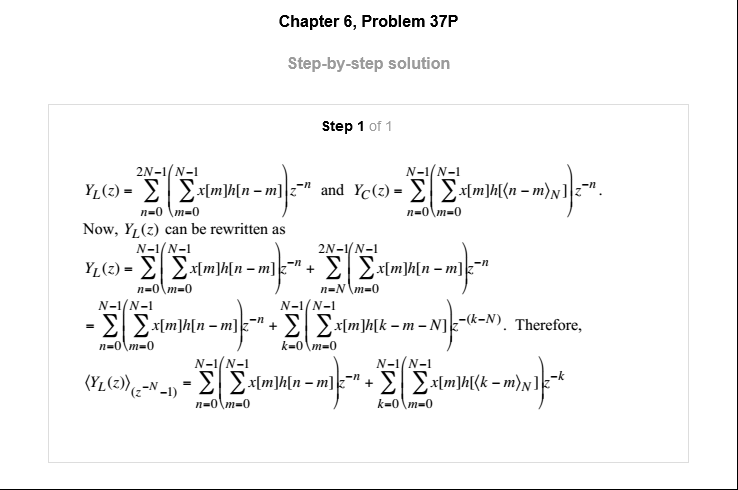 Chapter 6, Problem 37P
Step-by-step solution
Step 1 of 1
Y_L(z) = \sum_{n=0}^{2N-1} \left( \sum_{m=0}^{N-1} x[m]h[n-m] \right) z^{-n} and Y_C(z) = \sum_{n=0}^{N-1} \left( \sum_{m=0}^{N-1} x[m]h[\langle n-m \rangle_N] \right) z^{-n}.
Now, Y_L(z) can be rewritten as
Y_L(z) = \sum_{n=0}^{N-1} \left( \sum_{m=0}^{N-1} x[m]h[n-m] \right) z^{-n} + \sum_{n=N}^{2N-1} \left( \sum_{m=0}^{N-1} x[m]h[n-m] \right) z^{-n}
= \sum_{n=0}^{N-1} \left( \sum_{m=0}^{N-1} x[m]h[n-m] \right) z^{-n} + \sum_{k=0}^{N-1} \left( \sum_{m=0}^{N-1} x[m]h[k-m-N] \right) z^{-(k-N)}. Therefore,
\langle Y_L(z) \rangle_{(z^{-N}-1)} = \sum_{n=0}^{N-1} \left( \sum_{m=0}^{N-1} x[m]h[n-m] \right) z^{-n} + \sum_{k=0}^{N-1} \left( \sum_{m=0}^{N-1} x[m]h[\langle k-m \rangle_N] \right) z^{-k}